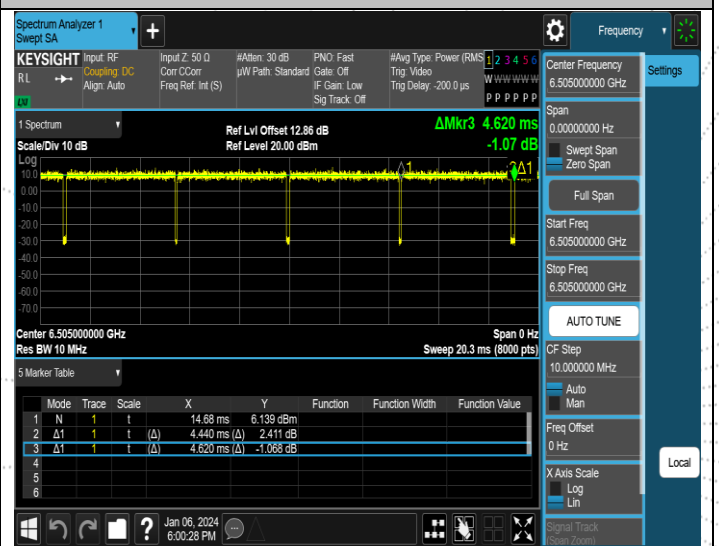 Spectrum Analyzer 1
Swept SA
+
Frequency
KEYSIGHT
RL
LXI
Input: RF
Coupling: DC
Align: Auto
Input Z: 50 Ω
Corr CCorr
Freq Ref: Int (S)
#Atten: 30 dB
µW Path: Standard
PNO: Fast
Gate: Off
IF Gain: Low
Sig Track: Off
#Avg Type: Power (RMS
Trig: Video
Trig Delay: -200.0 µs
1 2 3 4 5 6
W W W W W W
P P P P P P
1 Spectrum
Scale/Div 10 dB
Ref Lvl Offset 12.86 dB
Ref Level 20.00 dBm
ΔMkr3 4.620 ms
-1.07 dB
Log
10.0
0.00
-10.0
-20.0
-30.0
-40.0
-50.0
-60.0
-70.0
1
Δ1
Center 6.505000000 GHz
Span 0 Hz
Res BW 10 MHz
Sweep 20.3 ms (8000 pts)
5 Marker Table
Mode Trace Scale X Y Function Function Width Function Value
1 N 1 t 14.68 ms 6.139 dBm
2 Δ1 1 t (Δ) 4.440 ms (Δ) 2.411 dB
3 Δ1 1 t (Δ) 4.620 ms (Δ) -1.068 dB
4
5
6
Jan 06, 2024
6:00:28 PM
Center Frequency
6.505000000 GHz
Span
0.00000000 Hz
Swept Span
Zero Span
Full Span
Start Freq
6.505000000 GHz
Stop Freq
6.505000000 GHz
AUTO TUNE
CF Step
10.000000 MHz
Auto
Man
Freq Offset
0 Hz
X Axis Scale
Log
Lin
Signal Track
(Span Zoom)
Settings
Local